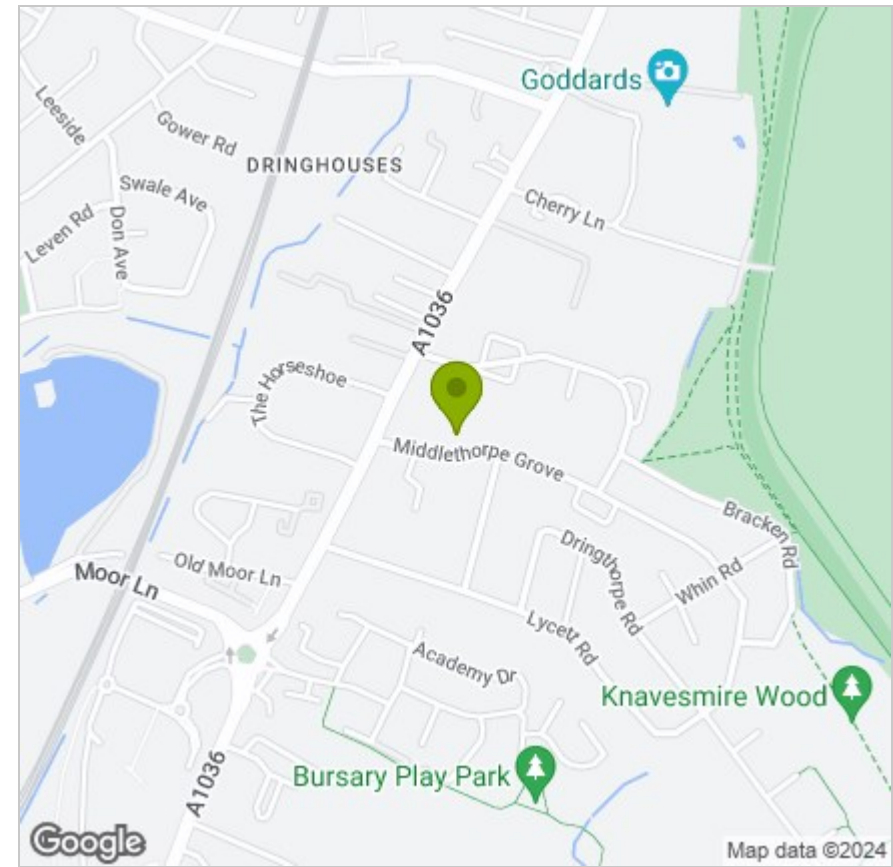 Goddards
Leeside
Gower Rd
DRINGHOUSES
Swale Ave
Cherry Ln
Leven Rd
Don Ave
A1036
The Horseshoe
Middlethorpe Grove
Bracken Rd
Dringthorpe Rd
Old Moor Ln
Whin Rd
Moor Ln
Lycett Rd
Academy Dr
Knavesmire Wood
A1036
Bursary Play Park
Google
Map data ©2024